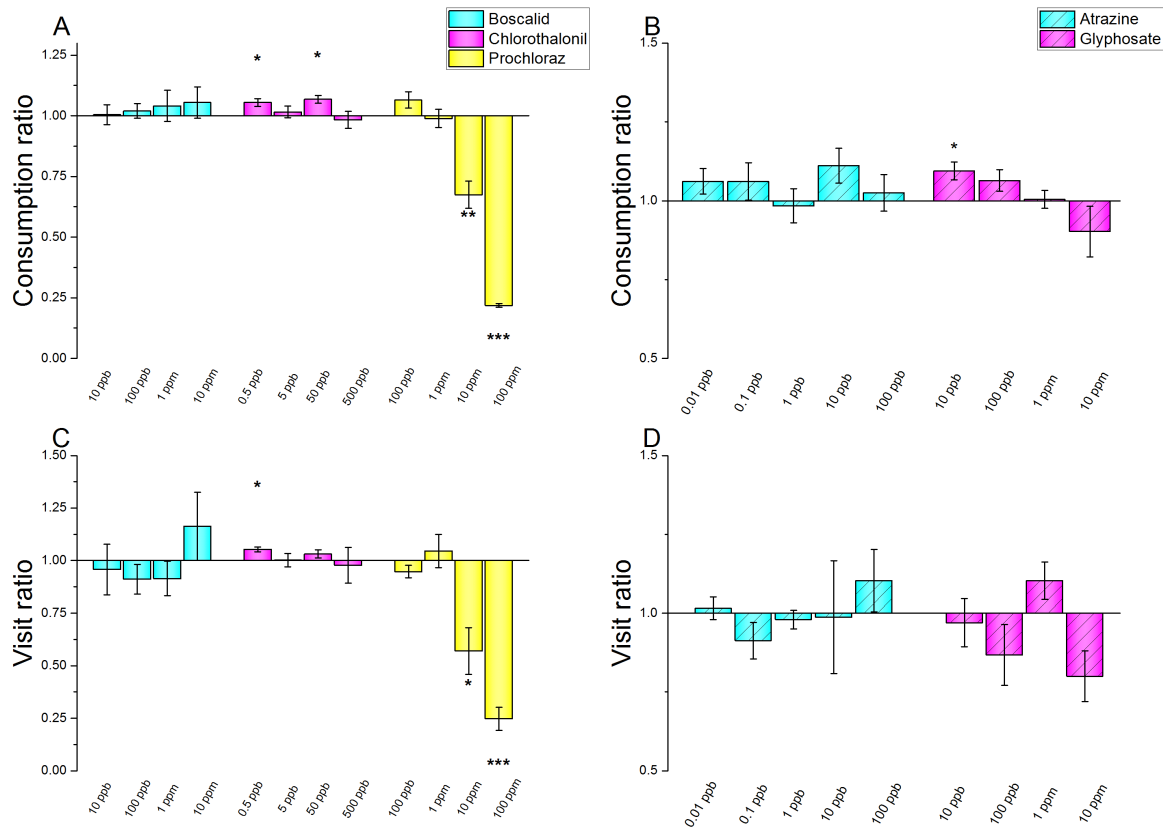 A
Boscalid
Chlorothalonil
Prochloraz
Consumption ratio
1.25
1.00
0.75
0.50
0.25
0.00
* *
**
***
10 ppb 100 ppb 1 ppm 10 ppm 0.5 ppb 5 ppb 50 ppb 500 ppb 100 ppb 1 ppm 10 ppm 100 ppm
B
Atrazine
Glyphosate
Consumption ratio
1.5
1.0
0.5
*
0.01 ppb 0.1 ppb 1 ppb 10 ppb 100 ppb 10 ppb 100 ppb 1 ppm 10 ppm
C
Visit ratio
1.50
1.25
1.00
0.75
0.50
0.25
0.00
*
*
***
10 ppb 100 ppb 1 ppm 10 ppm 0.5 ppb 5 ppb 50 ppb 500 ppb 100 ppb 1 ppm 10 ppm 100 ppm
D
Visit ratio
1.5
1.0
0.5
0.01 ppb 0.1 ppb 1 ppb 10 ppb 100 ppb 10 ppb 100 ppb 1 ppm 10 ppm